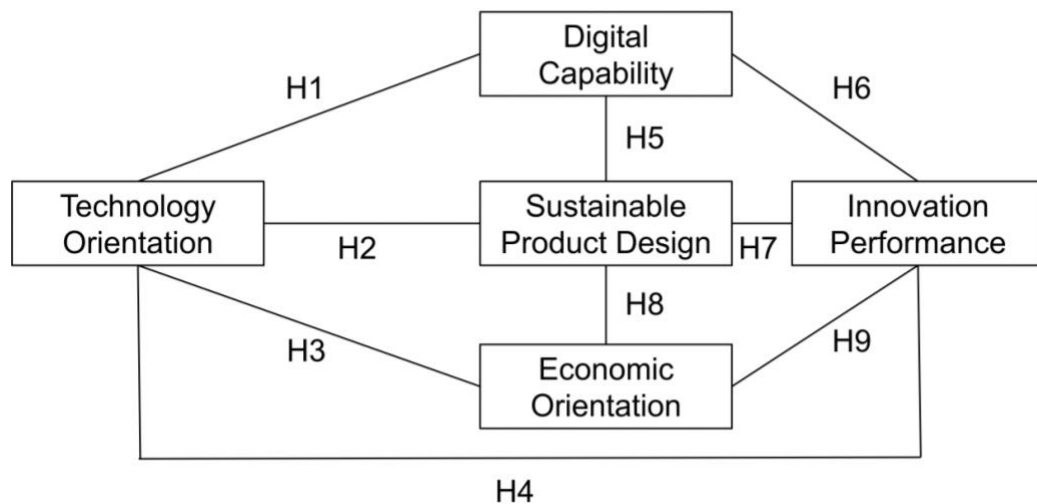 Digital
Capability
H1
H6
H5
Technology
Orientation
Sustainable
Product Design
Innovation
Performance
H2
H7
H3
H8
H9
Economic
Orientation
H4